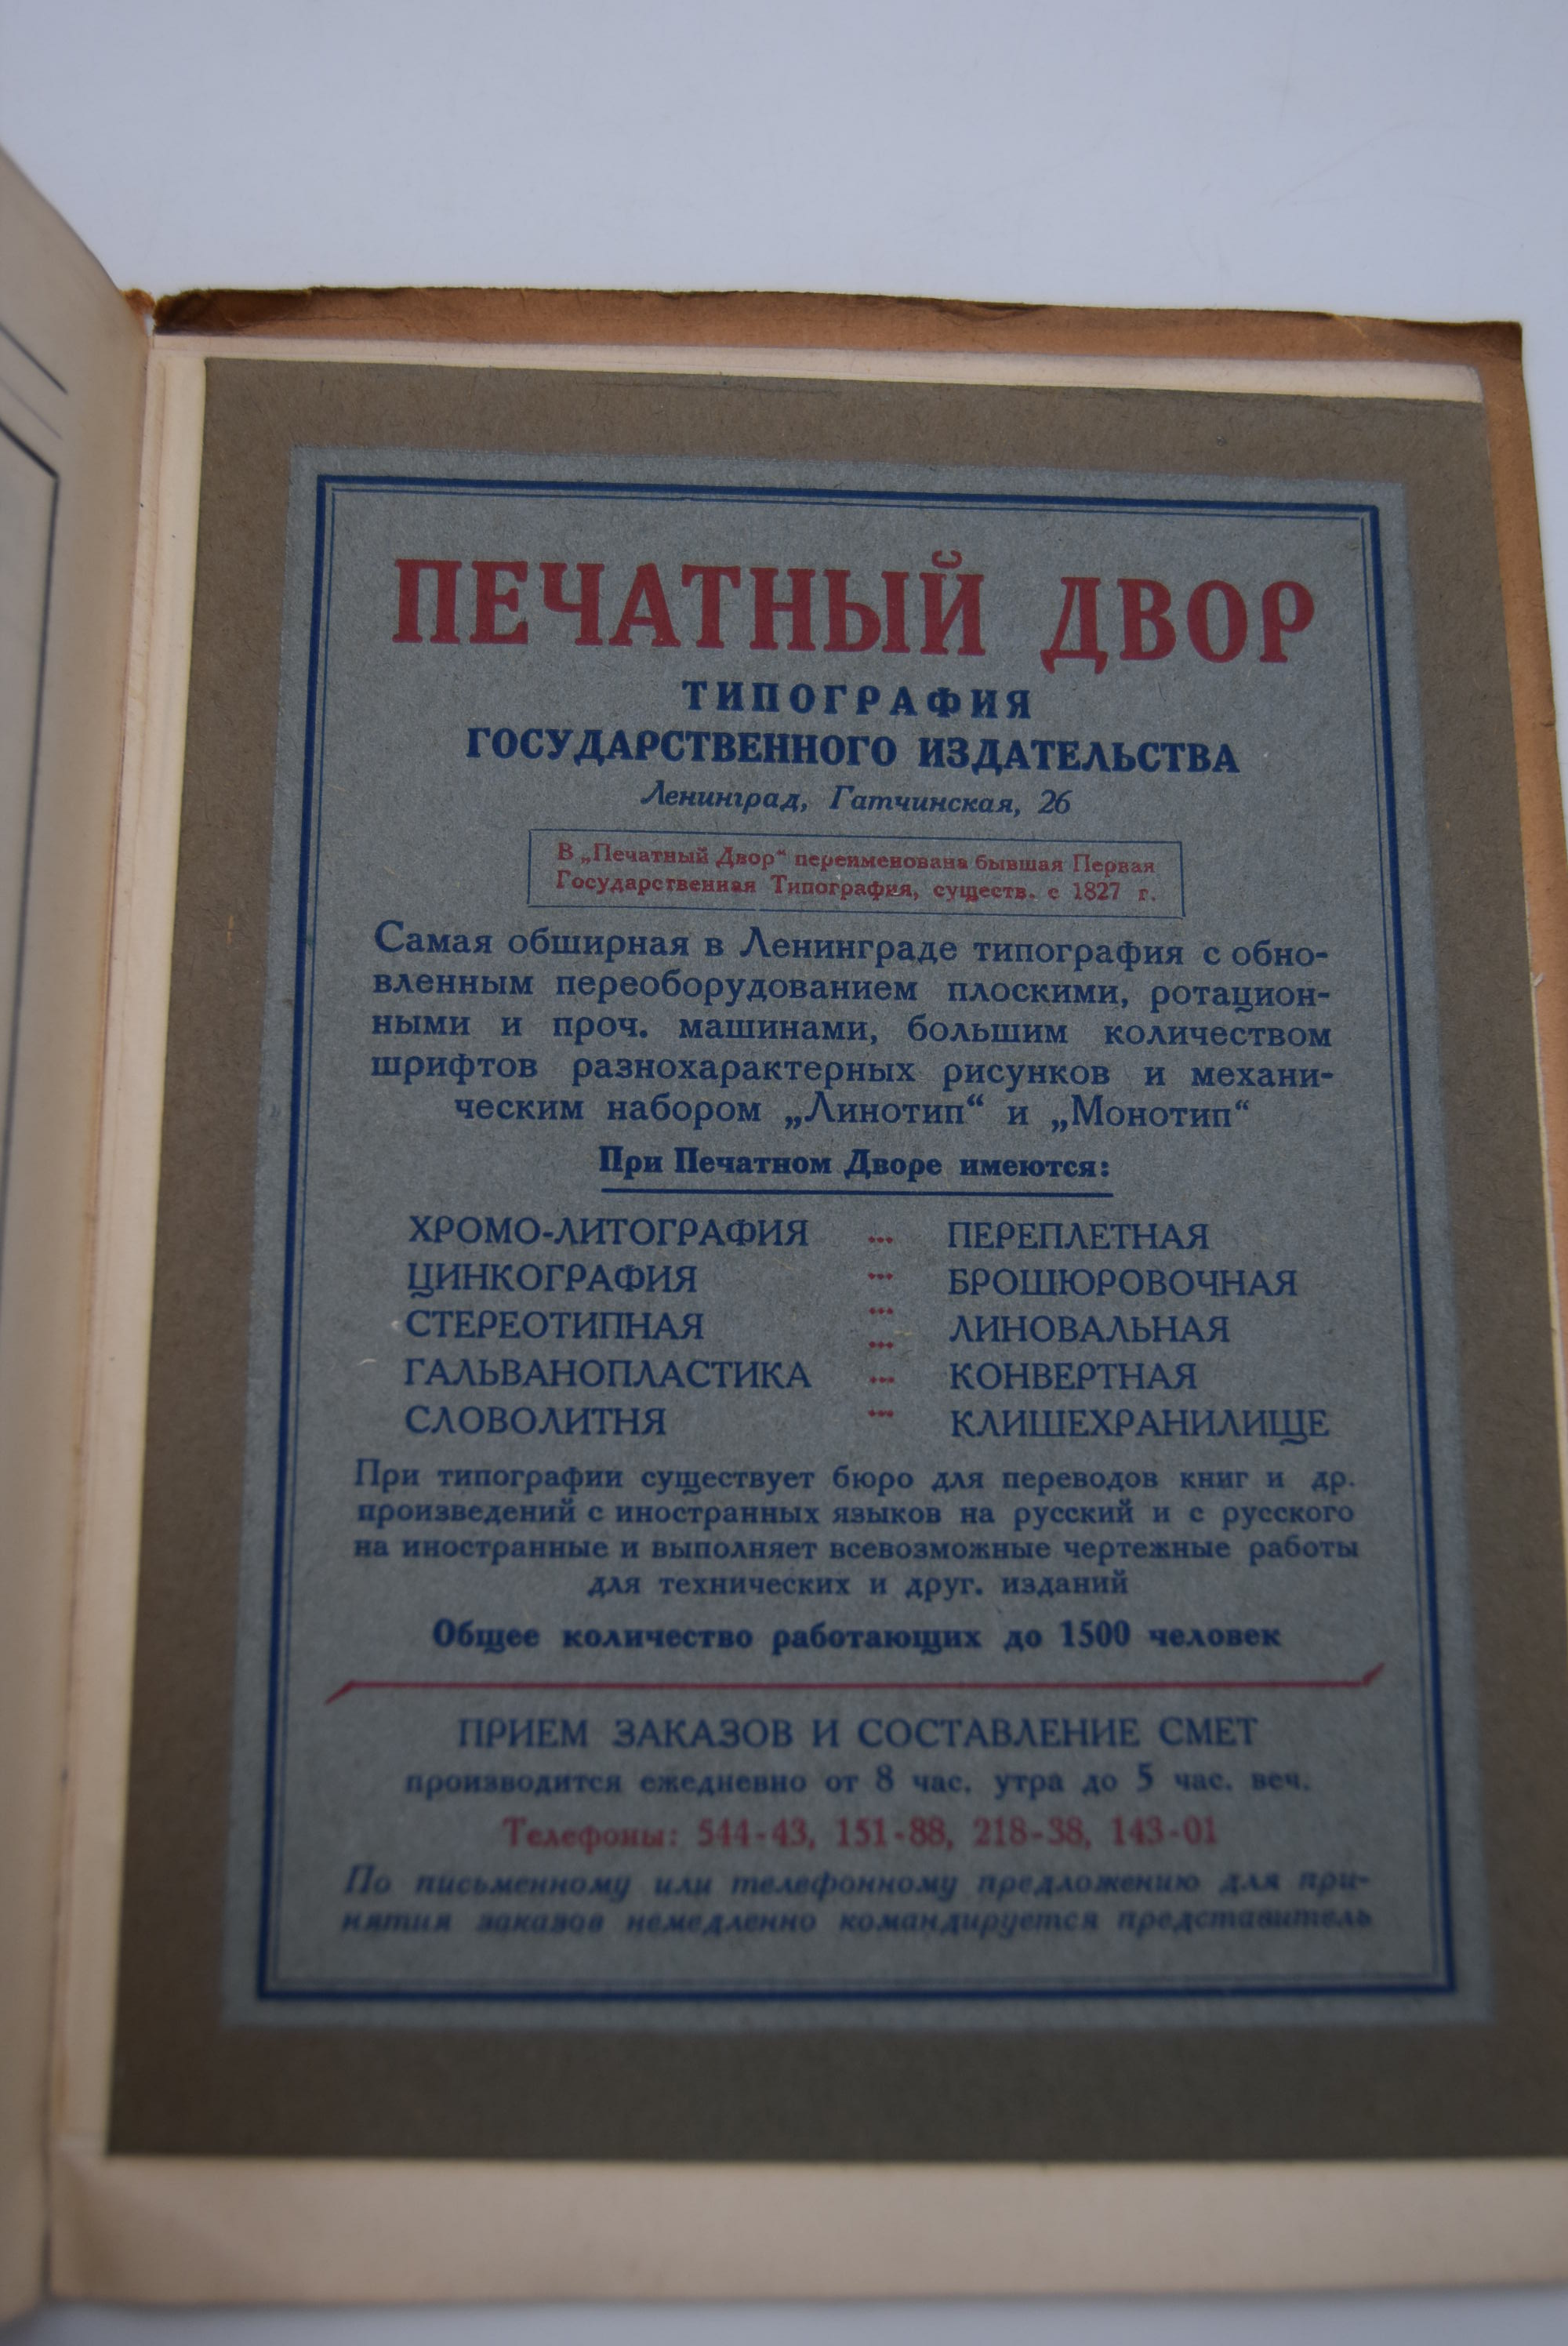 ПЕЧАТНЫЙ ДВОР
ТИПОГРАФИЯ
ГОСУДАРСТВЕННОГО ИЗДАТЕЛЬСТВА
Ленинград, Гатчинская, 26
В „Печатный Двор“ переименована бывшая Первая
Государственная Типография, существ. с 1827 г.
Самая обширная в Ленинграде типография с обно-
вленным переоборудованием плоскими, ротацион-
ными и проч. машинами, большим количеством
шрифтов разнохарактерных рисунков и механи-
ческим набором „Линотип“ и „Монотип“
При Печатном Дворе имеются:
ХРОМО-ЛИТОГРАФИЯ ... ПЕРЕПЛЕТНАЯ
ЦИНКОГРАФИЯ ... БРОШЮРОВОЧНАЯ
СТЕРЕОТИПНАЯ ... ЛИНОВАЛЬНАЯ
ГАЛЬВАНОПЛАСТИКА ... КОНВЕРТНАЯ
СЛОВОЛИТНЯ ... КЛИШЕХРАНИЛИЩЕ
При типографии существует бюро для переводов книг и др.
произведений с иностранных языков на русский и с русского
на иностранные и выполняет всевозможные чертежные работы
для технических и друг. изданий
Общее количество работающих до 1500 человек
ПРИЕМ ЗАКАЗОВ И СОСТАВЛЕНИЕ СМЕТ
производится ежедневно от 8 час. утра до 5 час. веч.
Телефоны: 544-43, 151-88, 218-38, 143-01
По письменному или телефонному предложению для при-
нятия заказов немедленно командируется представитель